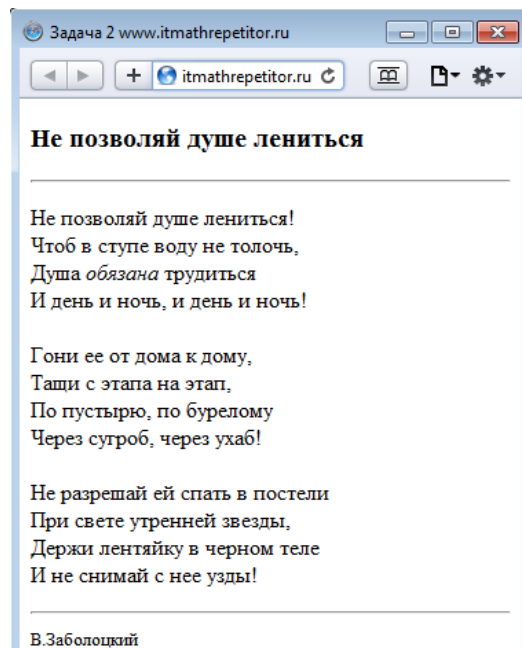 Задача 2 www.itmathrepetitor.ru
itmathrepetitor.ru
Не позволяй душе лениться
Не позволяй душе лениться!
Чтоб в ступе воду не толочь,
Душа обязана трудиться
И день и ночь, и день и ночь!
Гони ее от дома к дому,
Тащи с этапа на этап,
По пустырю, по бурелому
Через сугроб, через ухаб!
Не разрешай ей спать в постели
При свете утренней звезды,
Держи лентяйку в черном теле
И не снимай с нее узды!
В.Заболоцкий